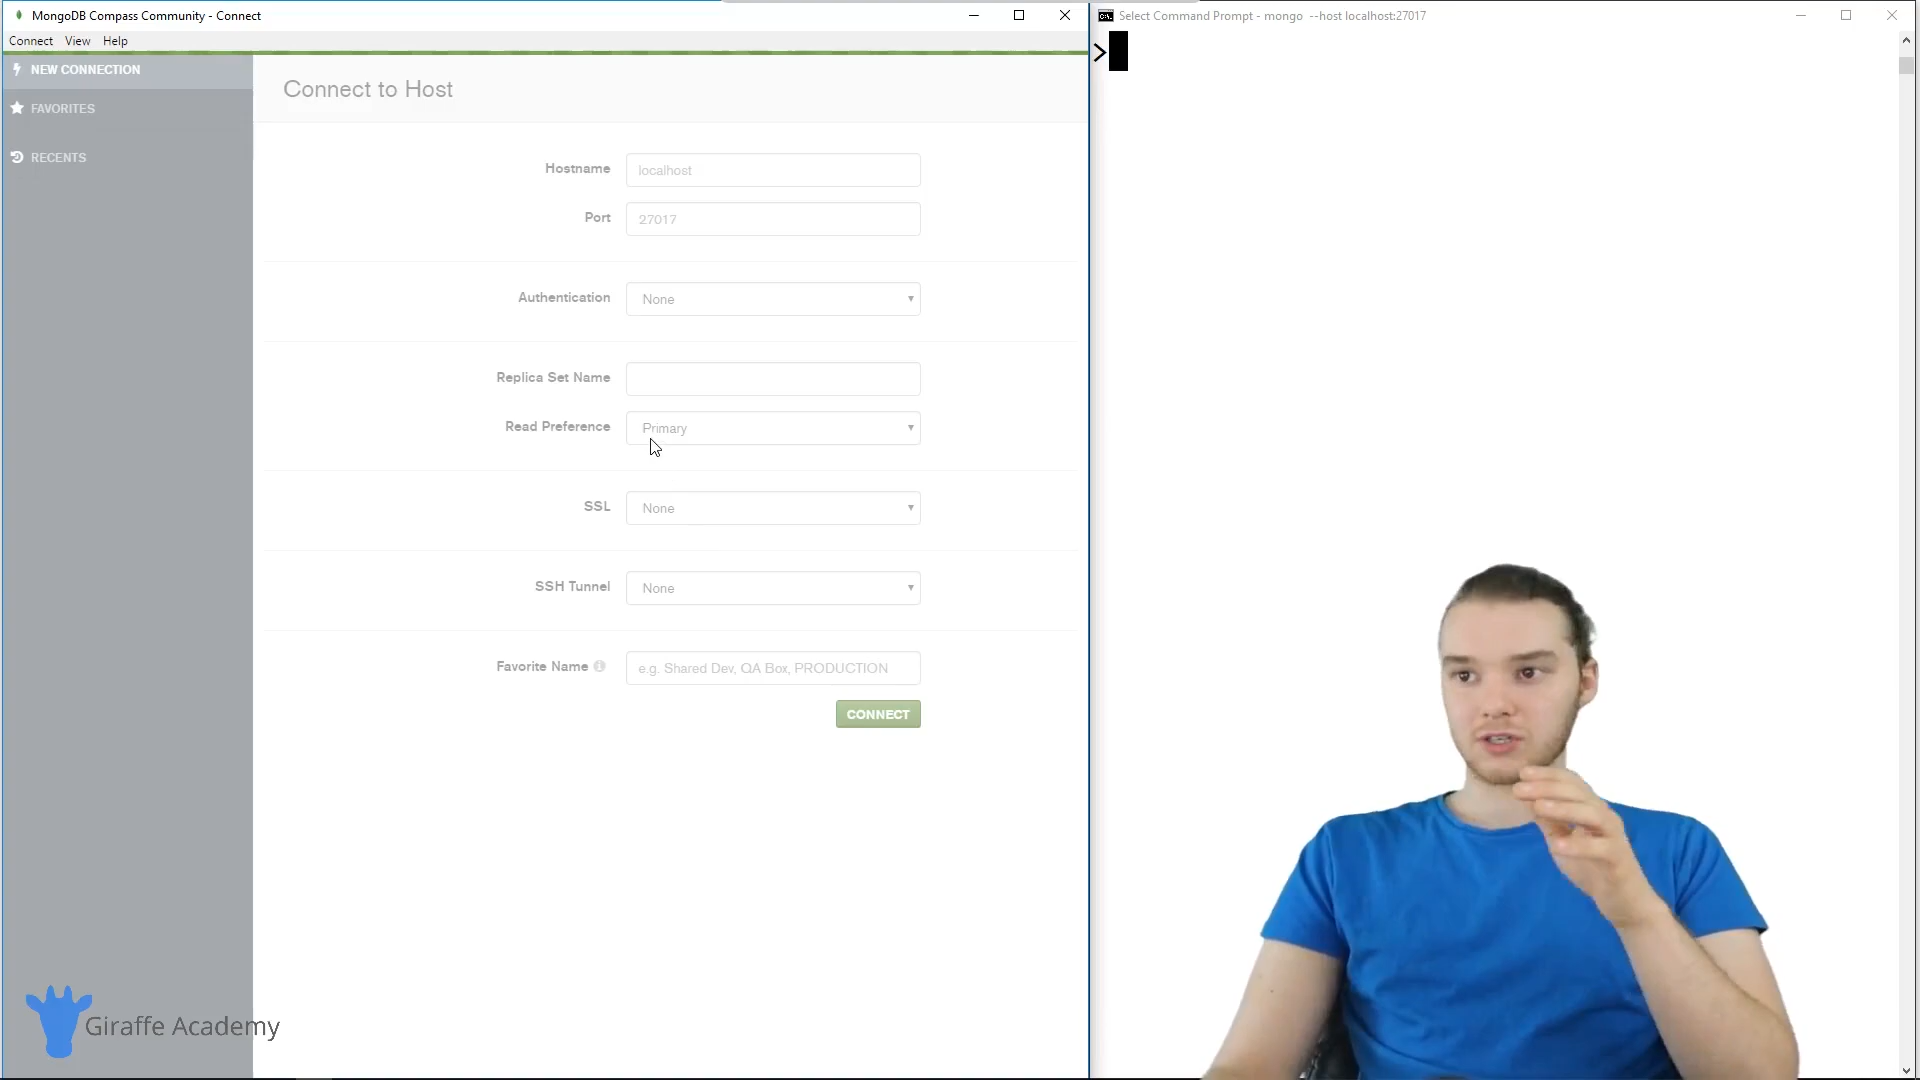 MongoDB Compass Community - Connect
Connect View Help
NEW CONNECTION
FAVORITES
RECENTS
Connect to Host
Hostname localhost
Port 27017
Authentication None
Replica Set Name
Read Preference Primary
SSL None
SSH Tunnel None
Favorite Name e.g. Shared Dev, QA Box, PRODUCTION
CONNECT
Giraffe Academy
Select Command Prompt - mongo --host localhost:27017
>